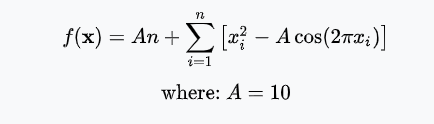 f(𝐱) = An + ∑_{i=1}^{n} [x_i^2 − A cos(2πx_i)]
where: A = 10